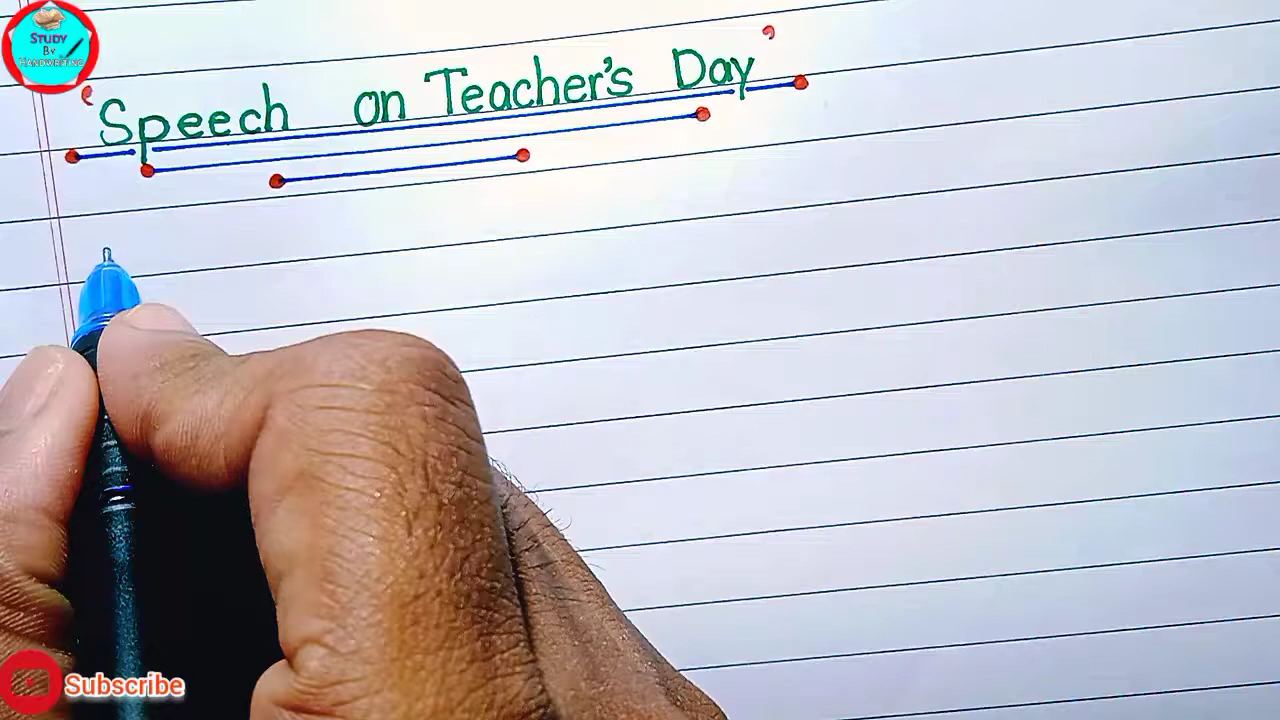 STUDY
BY
HANDWRITING
‘Speech on Teacher's Day’
Subscribe